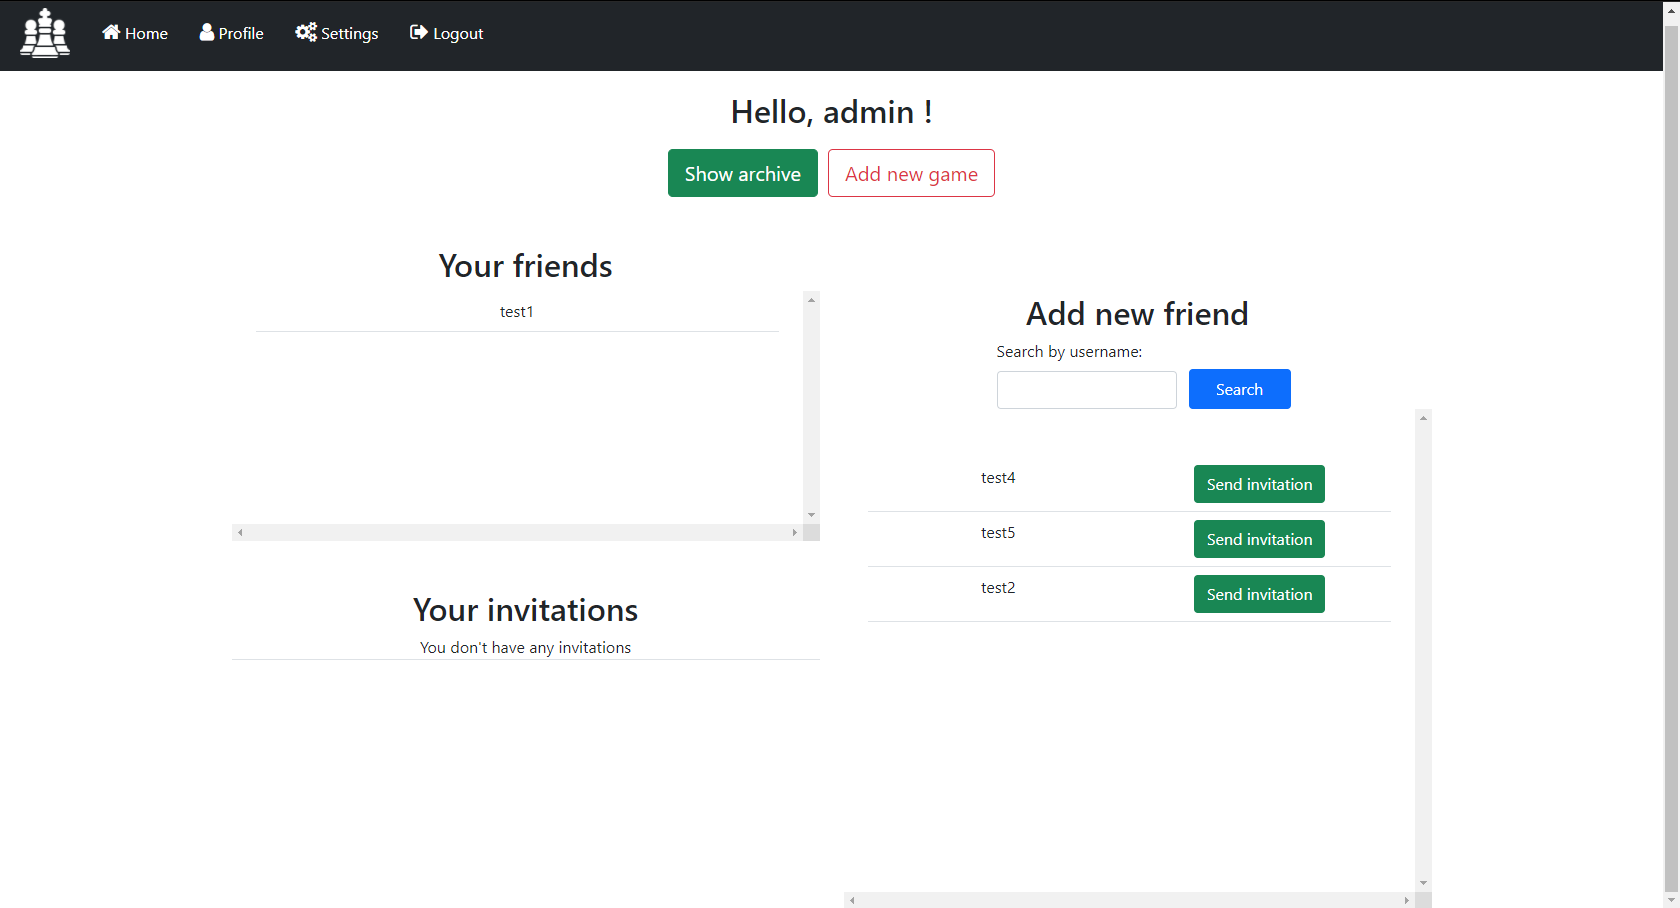 Home Profile Settings Logout
Hello, admin !
Show archive Add new game
Your friends
test1
Your invitations
You don't have any invitations
Add new friend
Search by username:
Search
test4 Send invitation
test5 Send invitation
test2 Send invitation